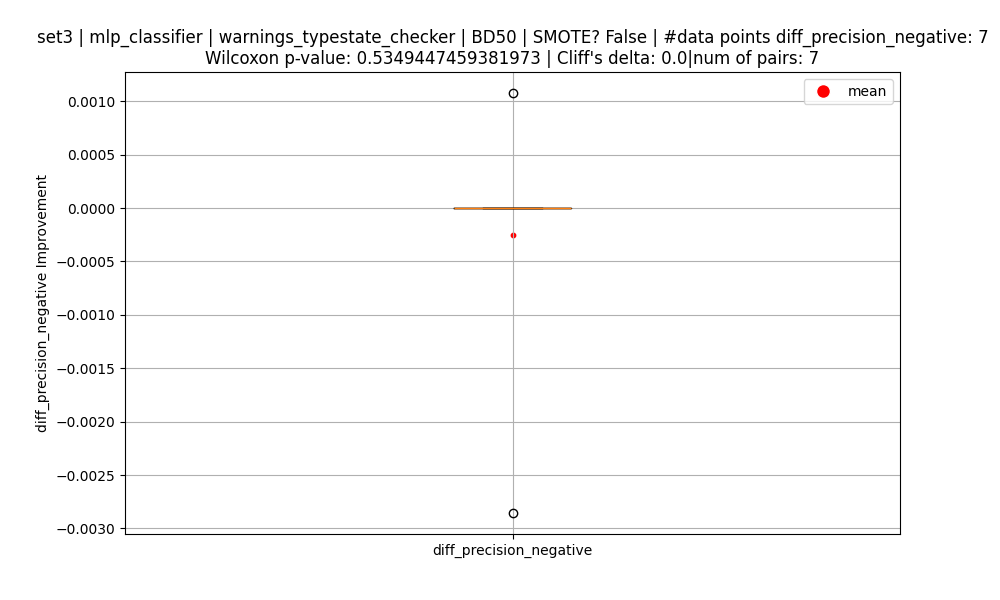 set3 | mlp_classifier | warnings_typestate_checker | BD50 | SMOTE? False | #data points diff_precision_negative: 7
Wilcoxon p-value: 0.5349447459381973 | Cliff's delta: 0.0|num of pairs: 7
mean
0.0010
0.0005
0.0000
−0.0005
−0.0010
−0.0015
−0.0020
−0.0025
−0.0030
diff_precision_negative Improvement
diff_precision_negative